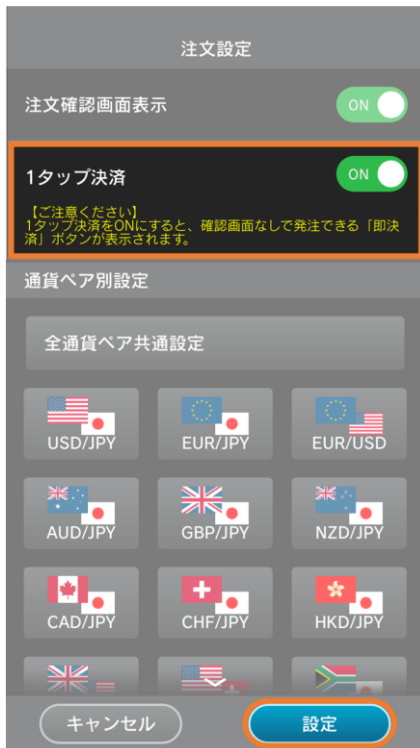 注文設定
注文確認画面表示
ON
1タップ決済
ON
【ご注意ください】
1タップ決済をONにすると、確認画面なしで発注できる「即決
済」ボタンが表示されます。
通貨ペア別設定
全通貨ペア共通設定
USD/JPY EUR/JPY EUR/USD
AUD/JPY GBP/JPY NZD/JPY
CAD/JPY CHF/JPY HKD/JPY
キャンセル 設定